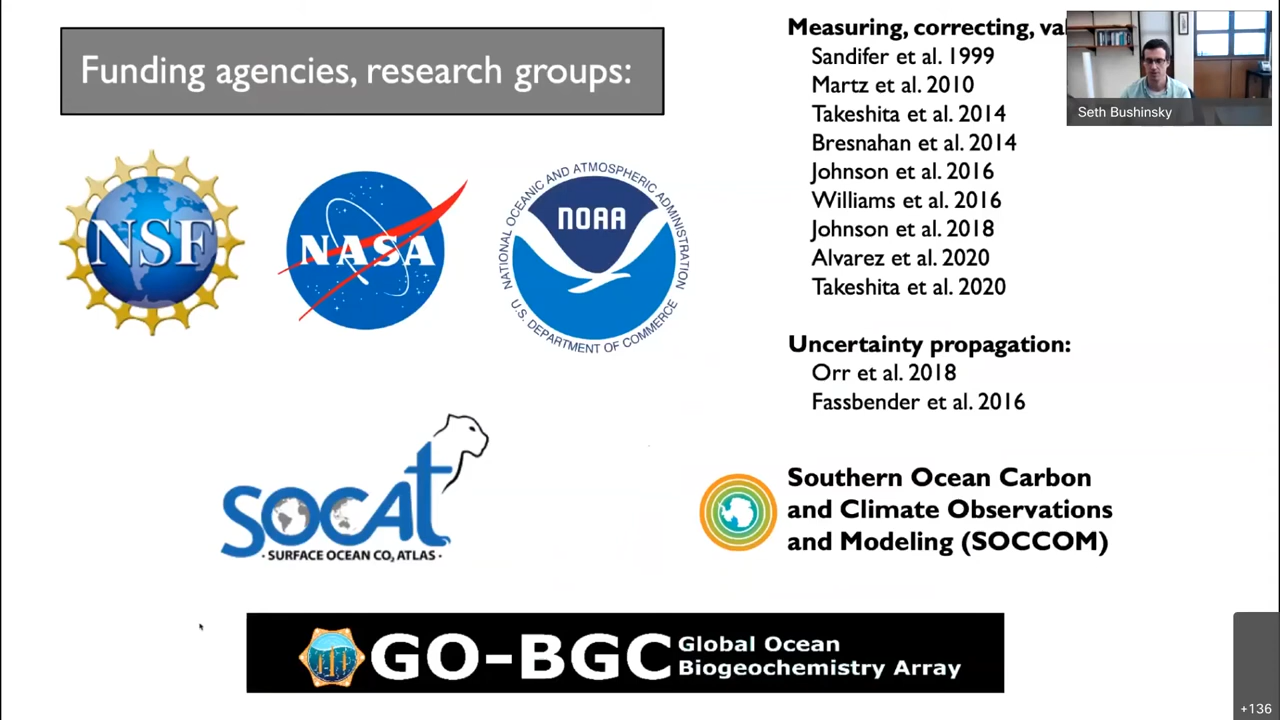 Funding agencies, research groups:
NSF
NASA
NATIONAL OCEANIC AND ATMOSPHERIC ADMINISTRATION
NOAA
U.S. DEPARTMENT OF COMMERCE
SOCAt
· SURFACE OCEAN CO₂ ATLAS ·
Measuring, correcting,
Sandifer et al. 1999
Martz et al. 2010
Takeshita et al. 2014
Bresnahan et al. 2014
Johnson et al. 2016
Williams et al. 2016
Johnson et al. 2018
Alvarez et al. 2020
Takeshita et al. 2020
Uncertainty propagation:
Orr et al. 2018
Fassbender et al. 2016
Southern Ocean Carbon
and Climate Observations
and Modeling (SOCCOM)
GO-BGC
Global Ocean
Biogeochemistry Array
Seth Bushinsky
+136